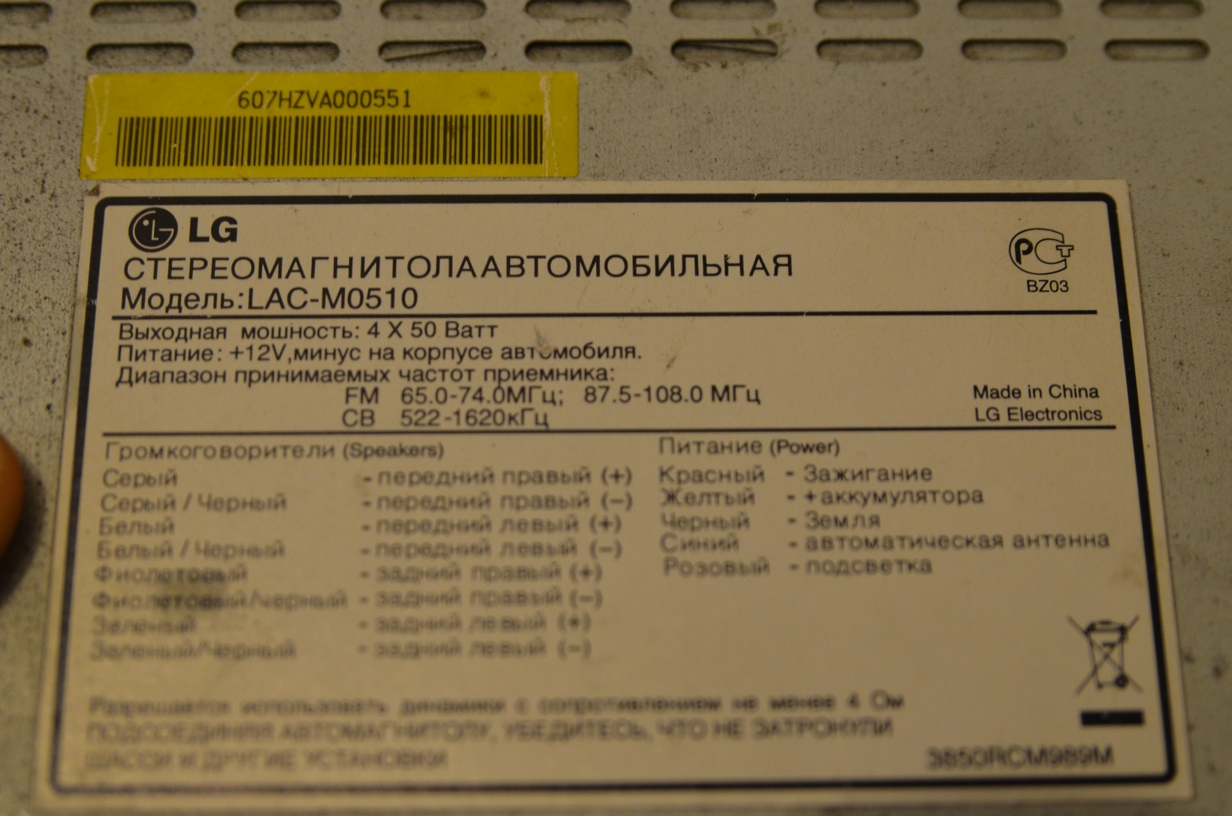 607HZVA000551
LG
СТЕРЕОМАГНИТОЛААВТОМОБИЛЬНАЯ
Модель:LAC-M0510
РСТ
BZ03
Выходная мошность: 4 X 50 Ватт
Питание: +12V,минус на корпусе автомобиля.
Диапазон принимаемых частот приемника:
FM 65.0-74.0МГц; 87.5-108.0 МГц
СВ 522-1620кГц
Made in China
LG Electronics
Громкоговорители (Speakers)
Серый - передний правый (+)
Серый / Черный - передний правый (–)
Белый - передний левый (+)
Белый / Черный - передний левый (–)
Фиолетовый - задний правый (+)
Фиолетовый/черный - задний правый (–)
Зеленый - задний левый (+)
Зеленый/Черный - задний левый (–)
Питание (Power)
Красный - Зажигание
Желтый - +аккумулятора
Черный - Земля
Синий - автоматическая антенна
Розовый - подсветка
Разрешается использовать динамики с сопротивлением не менее 4 Ом
ПОДСОЕДИНЯЯ АВТОМАГНИТОЛУ, УБЕДИТЕСЬ, ЧТО НЕ ЗАТРОНУЛИ
ШАССИ И ДРУГИЕ УСТАНОВКИ
3850RCM989M